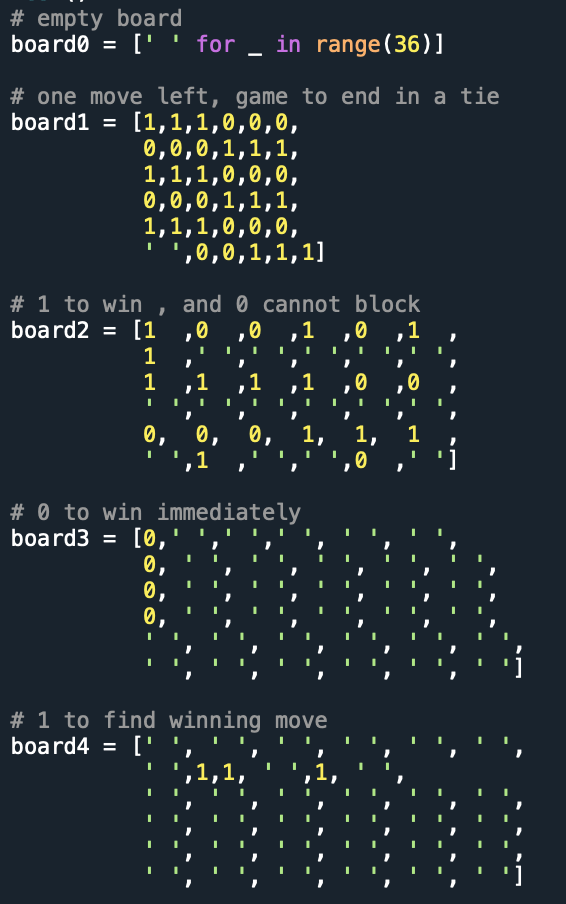 # empty board
board0 = [' ' for _ in range(36)]
# one move left, game to end in a tie
board1 = [1,1,1,0,0,0,
0,0,0,1,1,1,
1,1,1,0,0,0,
0,0,0,1,1,1,
1,1,1,0,0,0,
' ',0,0,1,1,1]
# 1 to win , and 0 cannot block
board2 = [1  ,0  ,0  ,1  ,0  ,1  ,
1  ,' ',' ',' ',' ',' ',
1  ,1  ,1  ,1  ,0  ,0  ,
' ',' ',' ',' ',' ',' ',
0,  0,  0,  1,  1,  1  ,
' ',1  ,' ',' ',0  ,' ']
# 0 to win immediately
board3 = [0,' ',' ',' ', ' ', ' ',
0, ' ', ' ', ' ', ' ', ' ',
0, ' ', ' ', ' ', ' ', ' ',
0, ' ', ' ', ' ', ' ', ' ',
' ', ' ', ' ', ' ', ' ', ' ',
' ', ' ', ' ', ' ', ' ', ' ']
# 1 to find winning move
board4 = [' ', ' ', ' ', ' ', ' ', ' ',
' ',1,1, ' ',1, ' ',
' ', ' ', ' ', ' ', ' ', ' ',
' ', ' ', ' ', ' ', ' ', ' ',
' ', ' ', ' ', ' ', ' ', ' ',
' ', ' ', ' ', ' ', ' ', ' ']